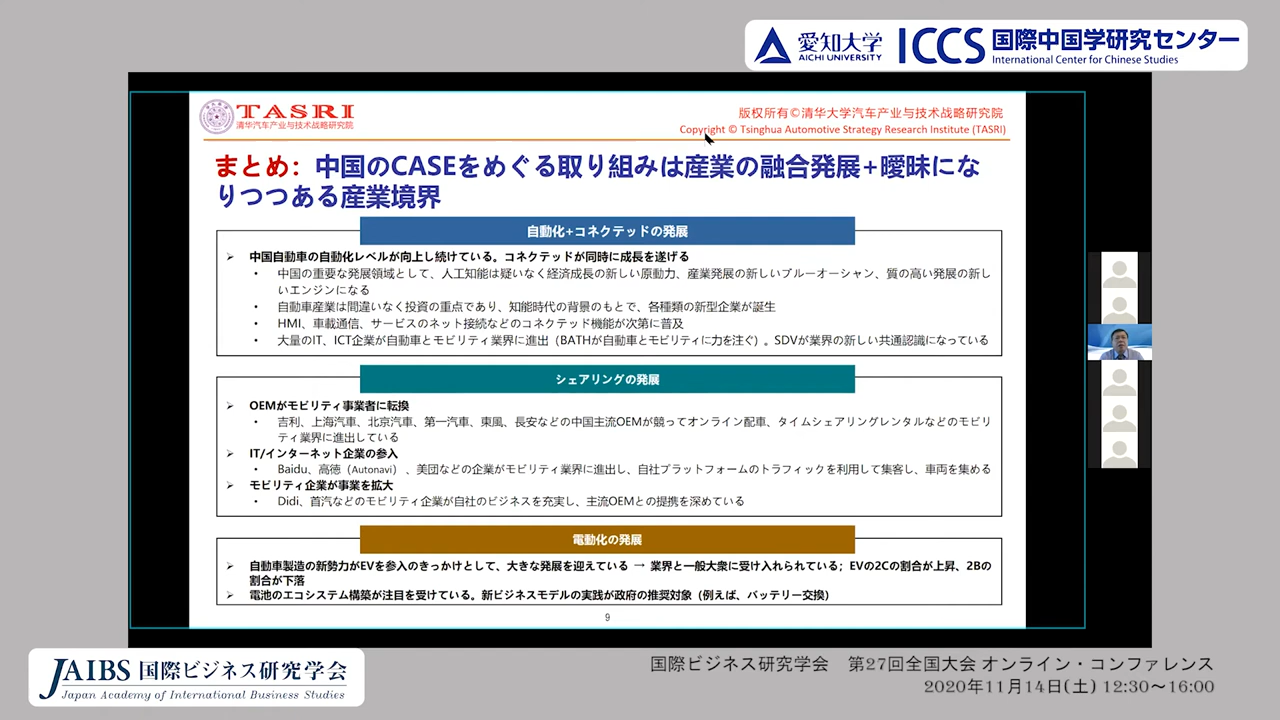 愛知大学
AICHI UNIVERSITY
ICCS 国際中国学研究センター
International Center for Chinese Studies
TASRI
清华汽车产业与技术战略研究院
版权所有©清华大学汽车产业与技术战略研究院
Copyright © Tsinghua Automotive Strategy Research Institute (TASRI)
まとめ：中国のCASEをめぐる取り組みは産業の融合発展+曖昧にな
りつつある産業境界
自動化+コネクテッドの発展
➢ 中国自動車の自動化レベルが向上し続けている。コネクテッドが同時に成長を遂げる
• 中国の重要な発展領域として、人工知能は疑いなく経済成長の新しい原動力、産業発展の新しいブルーオーシャン、質の高い発展の新し
いエンジンになる
• 自動車産業は間違いなく投資の重点であり、知能時代の背景のもとで、各種類の新型企業が誕生
• HMI、車載通信、サービスのネット接続などのコネクテッド機能が次第に普及
• 大量のIT、ICT企業が自動車とモビリティ業界に進出（BATHが自動車とモビリティに力を注ぐ）。SDVが業界の新しい共通認識になっている
シェアリングの発展
➢ OEMがモビリティ事業者に転換
• 吉利、上海汽車、北京汽車、第一汽車、東風、長安などの中国主流OEMが競ってオンライン配車、タイムシェアリングレンタルなどのモビリ
ティ業界に進出している
➢ IT/インターネット企業の参入
• Baidu、高徳（Autonavi）、美団などの企業がモビリティ業界に進出し、自社プラットフォームのトラフィックを利用して集客し、車両を集める
➢ モビリティ企業が事業を拡大
• Didi、首汽などのモビリティ企業が自社のビジネスを充実し、主流OEMとの提携を深めている
電動化の発展
➢ 自動車製造の新勢力がEVを参入のきっかけとして、大きな発展を迎えている → 業界と一般大衆に受け入れられている；EVの2Cの割合が上昇、2Bの
割合が下落
➢ 電池のエコシステム構築が注目を受けている。新ビジネスモデルの実践が政府の推奨対象（例えば、バッテリー交換）
9
JAIBS 国際ビジネス研究学会
Japan Academy of International Business Studies
国際ビジネス研究学会 第27回全国大会 オンライン・コンファレンス
2020年11月14日(土) 12:30～16:00